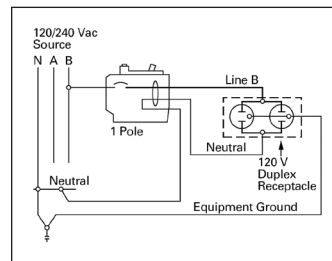 120/240 Vac
Source
N A B
Line B
1 Pole
Neutral
120 V
Duplex
Receptacle
Neutral
Equipment Ground